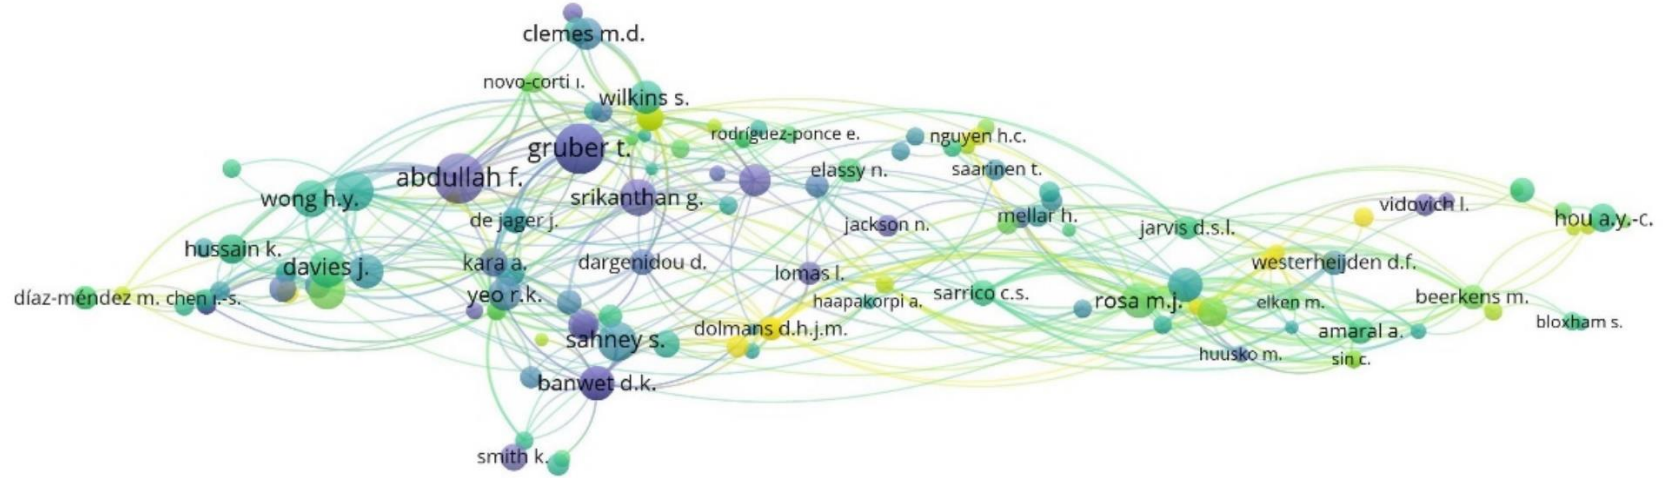 clemes m.d.
novo-corti i.
wilkins s.
rodríguez-ponce e.
nguyen h.c.
gruber t.
elassy n.
saarinen t.
abdullah f.
wong h.y.
srikanthan g.
vidovich l.
de jager j.
mellar h.
hou a.y.-c.
jackson n.
jarvis d.s.l.
hussain k.
davies j.
kara a.
dargenidou d.
westerheijden d.f.
lomas l.
díaz-méndez m.
chen i.-s.
yeo r.k.
haapakorpi a.
sarrico c.s.
rosa m.j.
elken m.
beerkens m.
bloxham s.
dolmans d.h.j.m.
amaral a.
sahney s.
huusko m.
sin c.
banwet d.k.
smith k.